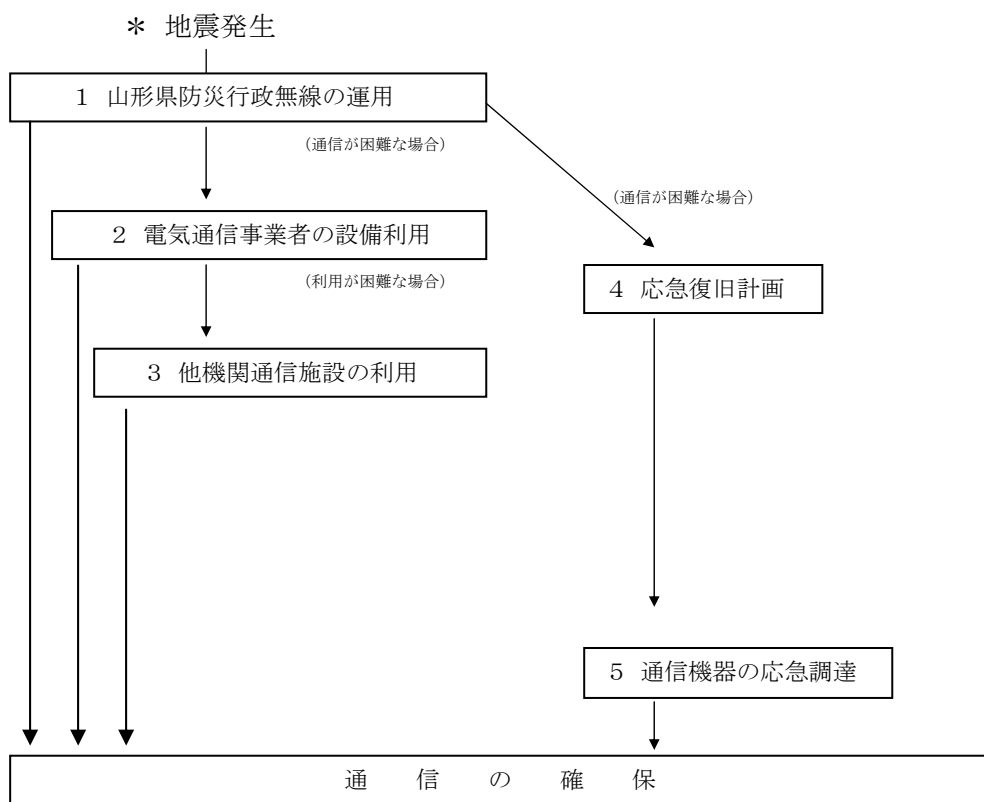 ＊ 地震発生
１ 山形県防災行政無線の運用
（通信が困難な場合）
（通信が困難な場合）
２ 電気通信事業者の設備利用
（利用が困難な場合）
４ 応急復旧計画
３ 他機関通信施設の利用
５ 通信機器の応急調達
通 信 の 確 保